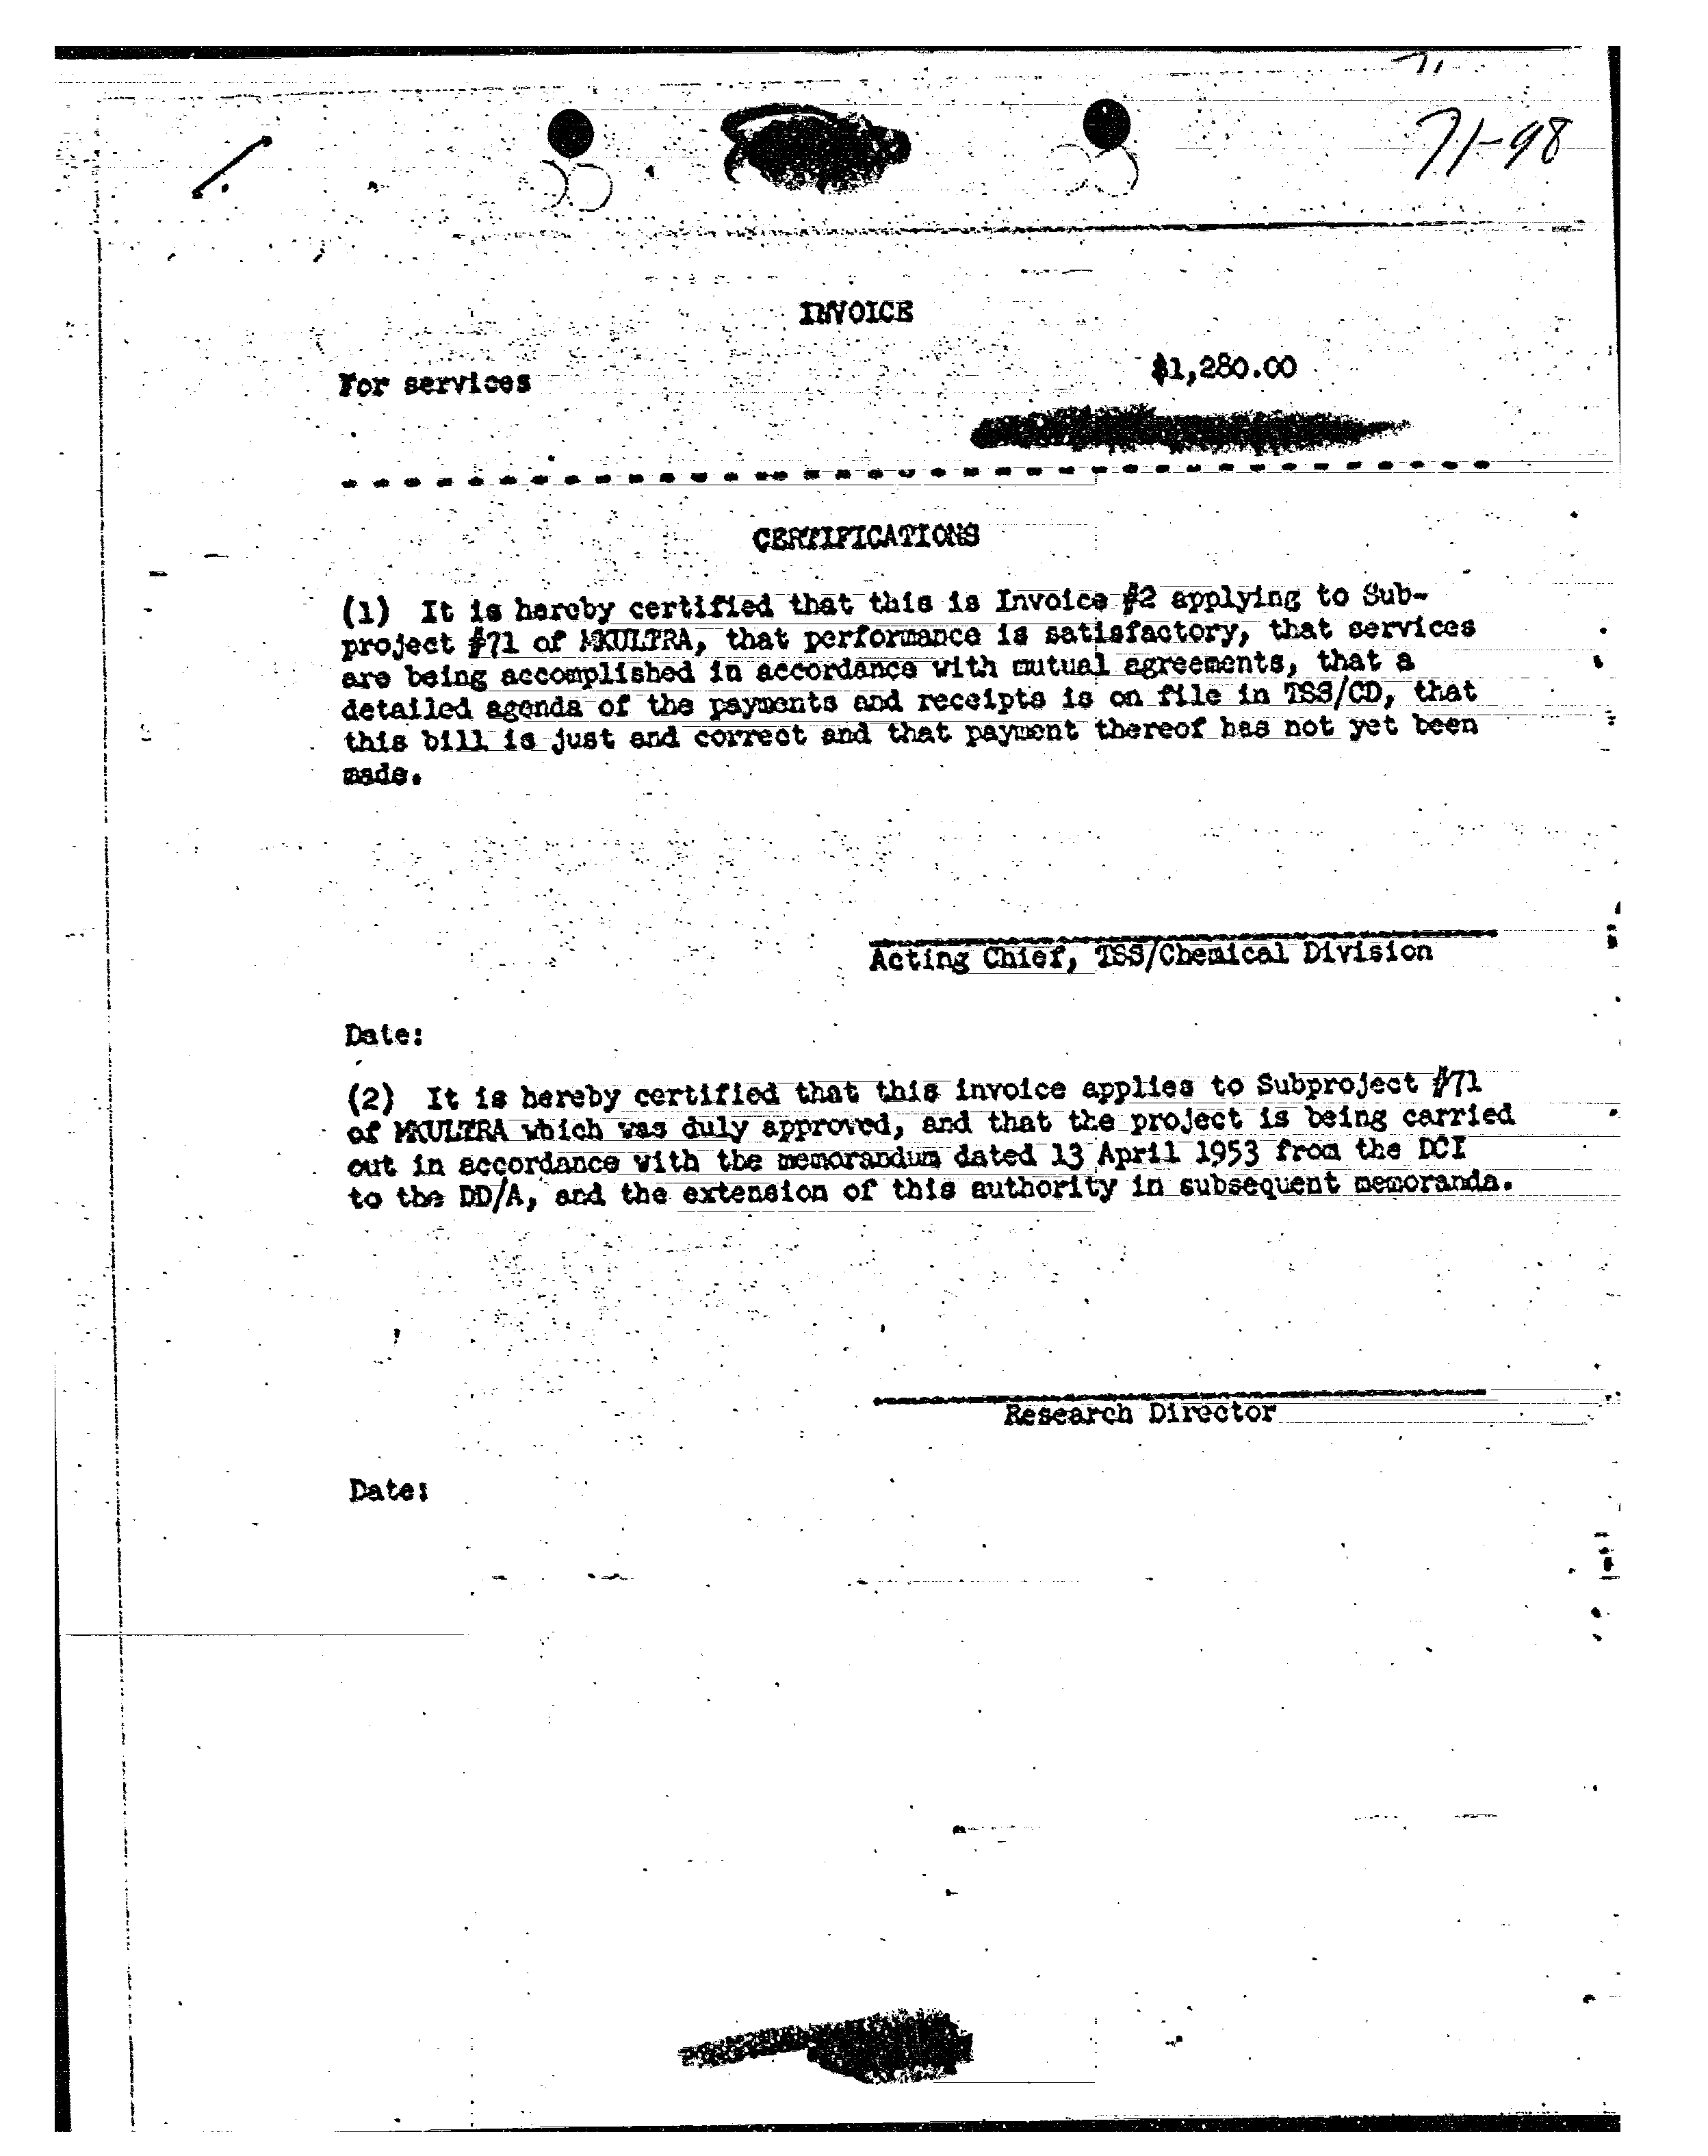 71
71-98
INVOICE
For services $1,280.00
CERTIFICATIONS
(1) It is hereby certified that this is Invoice #2 applying to Sub-
project #71 of MKULTRA, that performance is satisfactory, that services
are being accomplished in accordance with mutual agreements, that a
detailed agenda of the payments and receipts is on file in TSS/CD, that
this bill is just and correct and that payment thereof has not yet been
made.
Acting Chief, TSS/Chemical Division
Date:
(2) It is hereby certified that this invoice applies to Subproject #71
of MKULTRA which was duly approved, and that the project is being carried
out in accordance with the memorandum dated 13 April 1953 from the DCI
to the DD/A, and the extension of this authority in subsequent memoranda.
Research Director
Date: